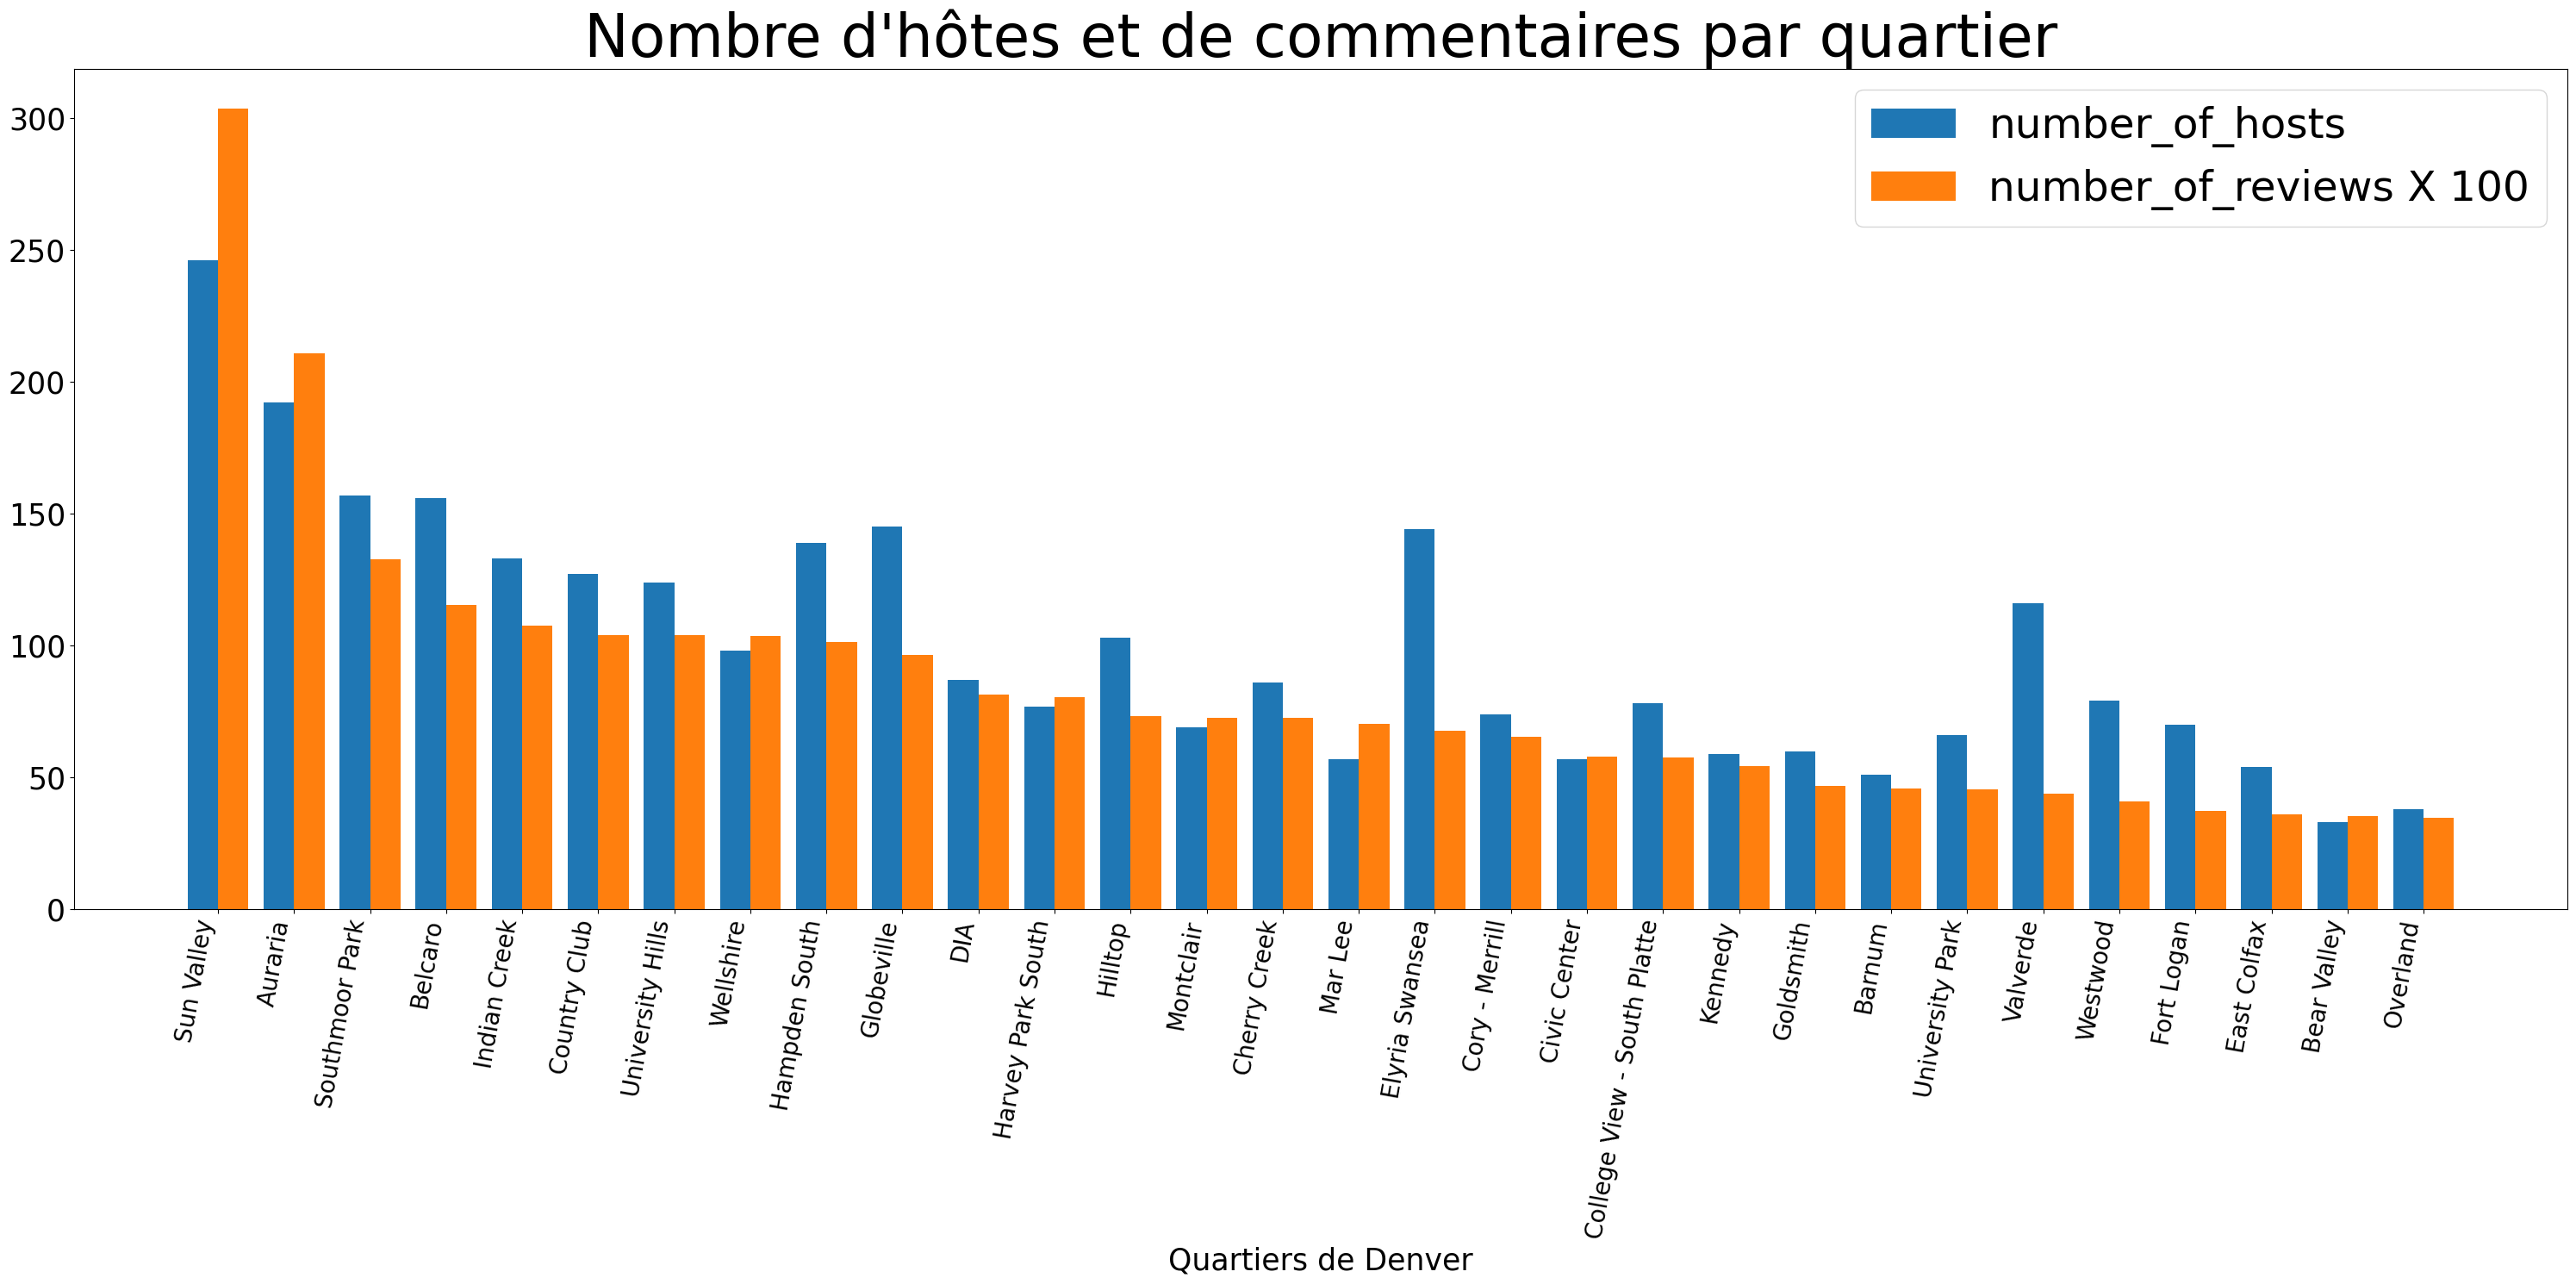 Nombre d'hôtes et de commentaires par quartier
number_of_hosts
number_of_reviews X 100
300
250
200
150
100
50
0
Sun Valley
Auraria
Southmoor Park
Belcaro
Indian Creek
Country Club
University Hills
Wellshire
Hampden South
Globeville
DIA
Harvey Park South
Hilltop
Montclair
Cherry Creek
Mar Lee
Elyria Swansea
Cory - Merrill
Civic Center
College View - South Platte
Kennedy
Goldsmith
Barnum
University Park
Valverde
Westwood
Fort Logan
East Colfax
Bear Valley
Overland
Quartiers de Denver